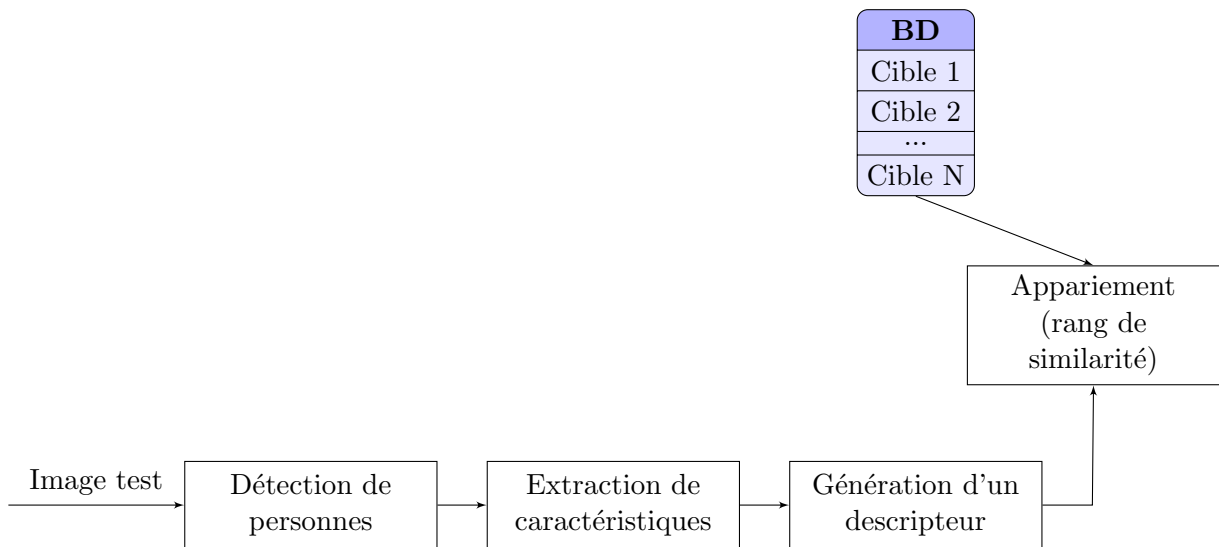 BD
Cible 1
Cible 2
...
Cible N
Appariement
(rang de
similarité)
Image test
Détection de
personnes
Extraction de
caractéristiques
Génération d'un
descripteur